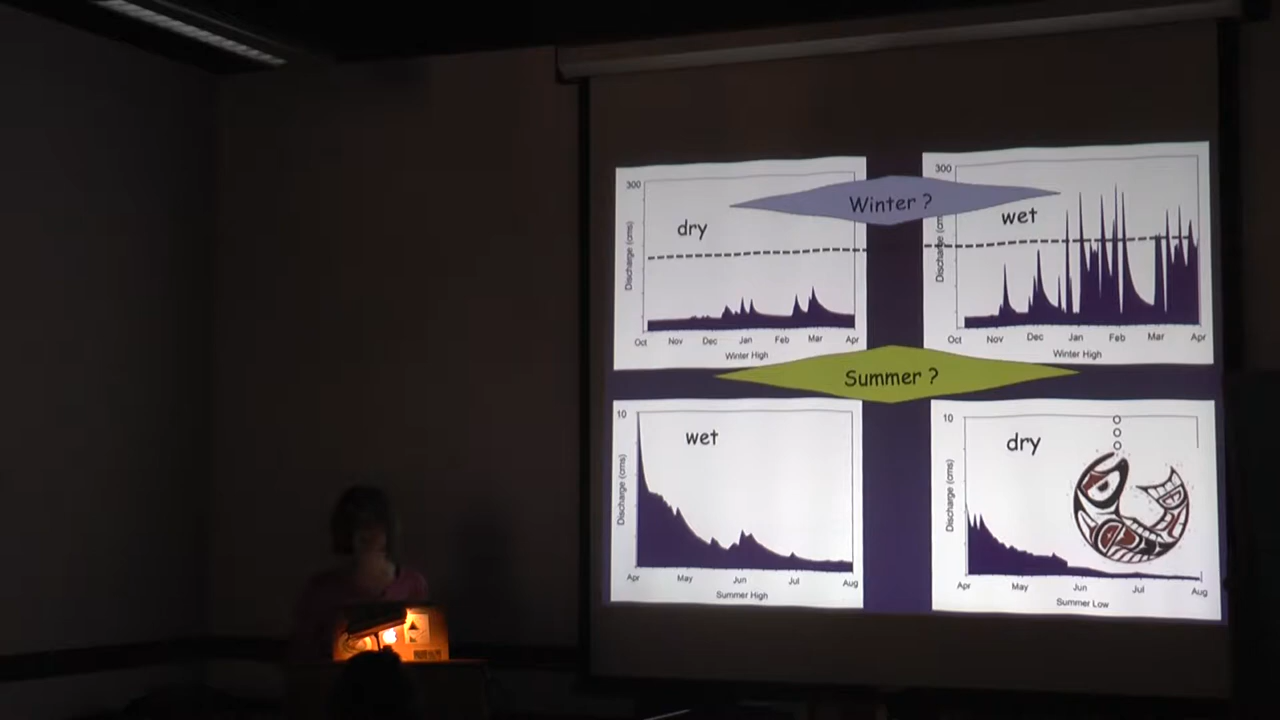 Winter ?
300
dry
Discharge (cms)
Oct Nov Dec Jan Feb Mar Apr
Winter High
300
wet
Discharge (cms)
Oct Nov Dec Jan Feb Mar Apr
Winter High
Summer ?
10
wet
Discharge (cms)
Apr May Jun Jul Aug
Summer High
10
dry
Discharge (cms)
Apr May Jun Jul Aug
Summer Low